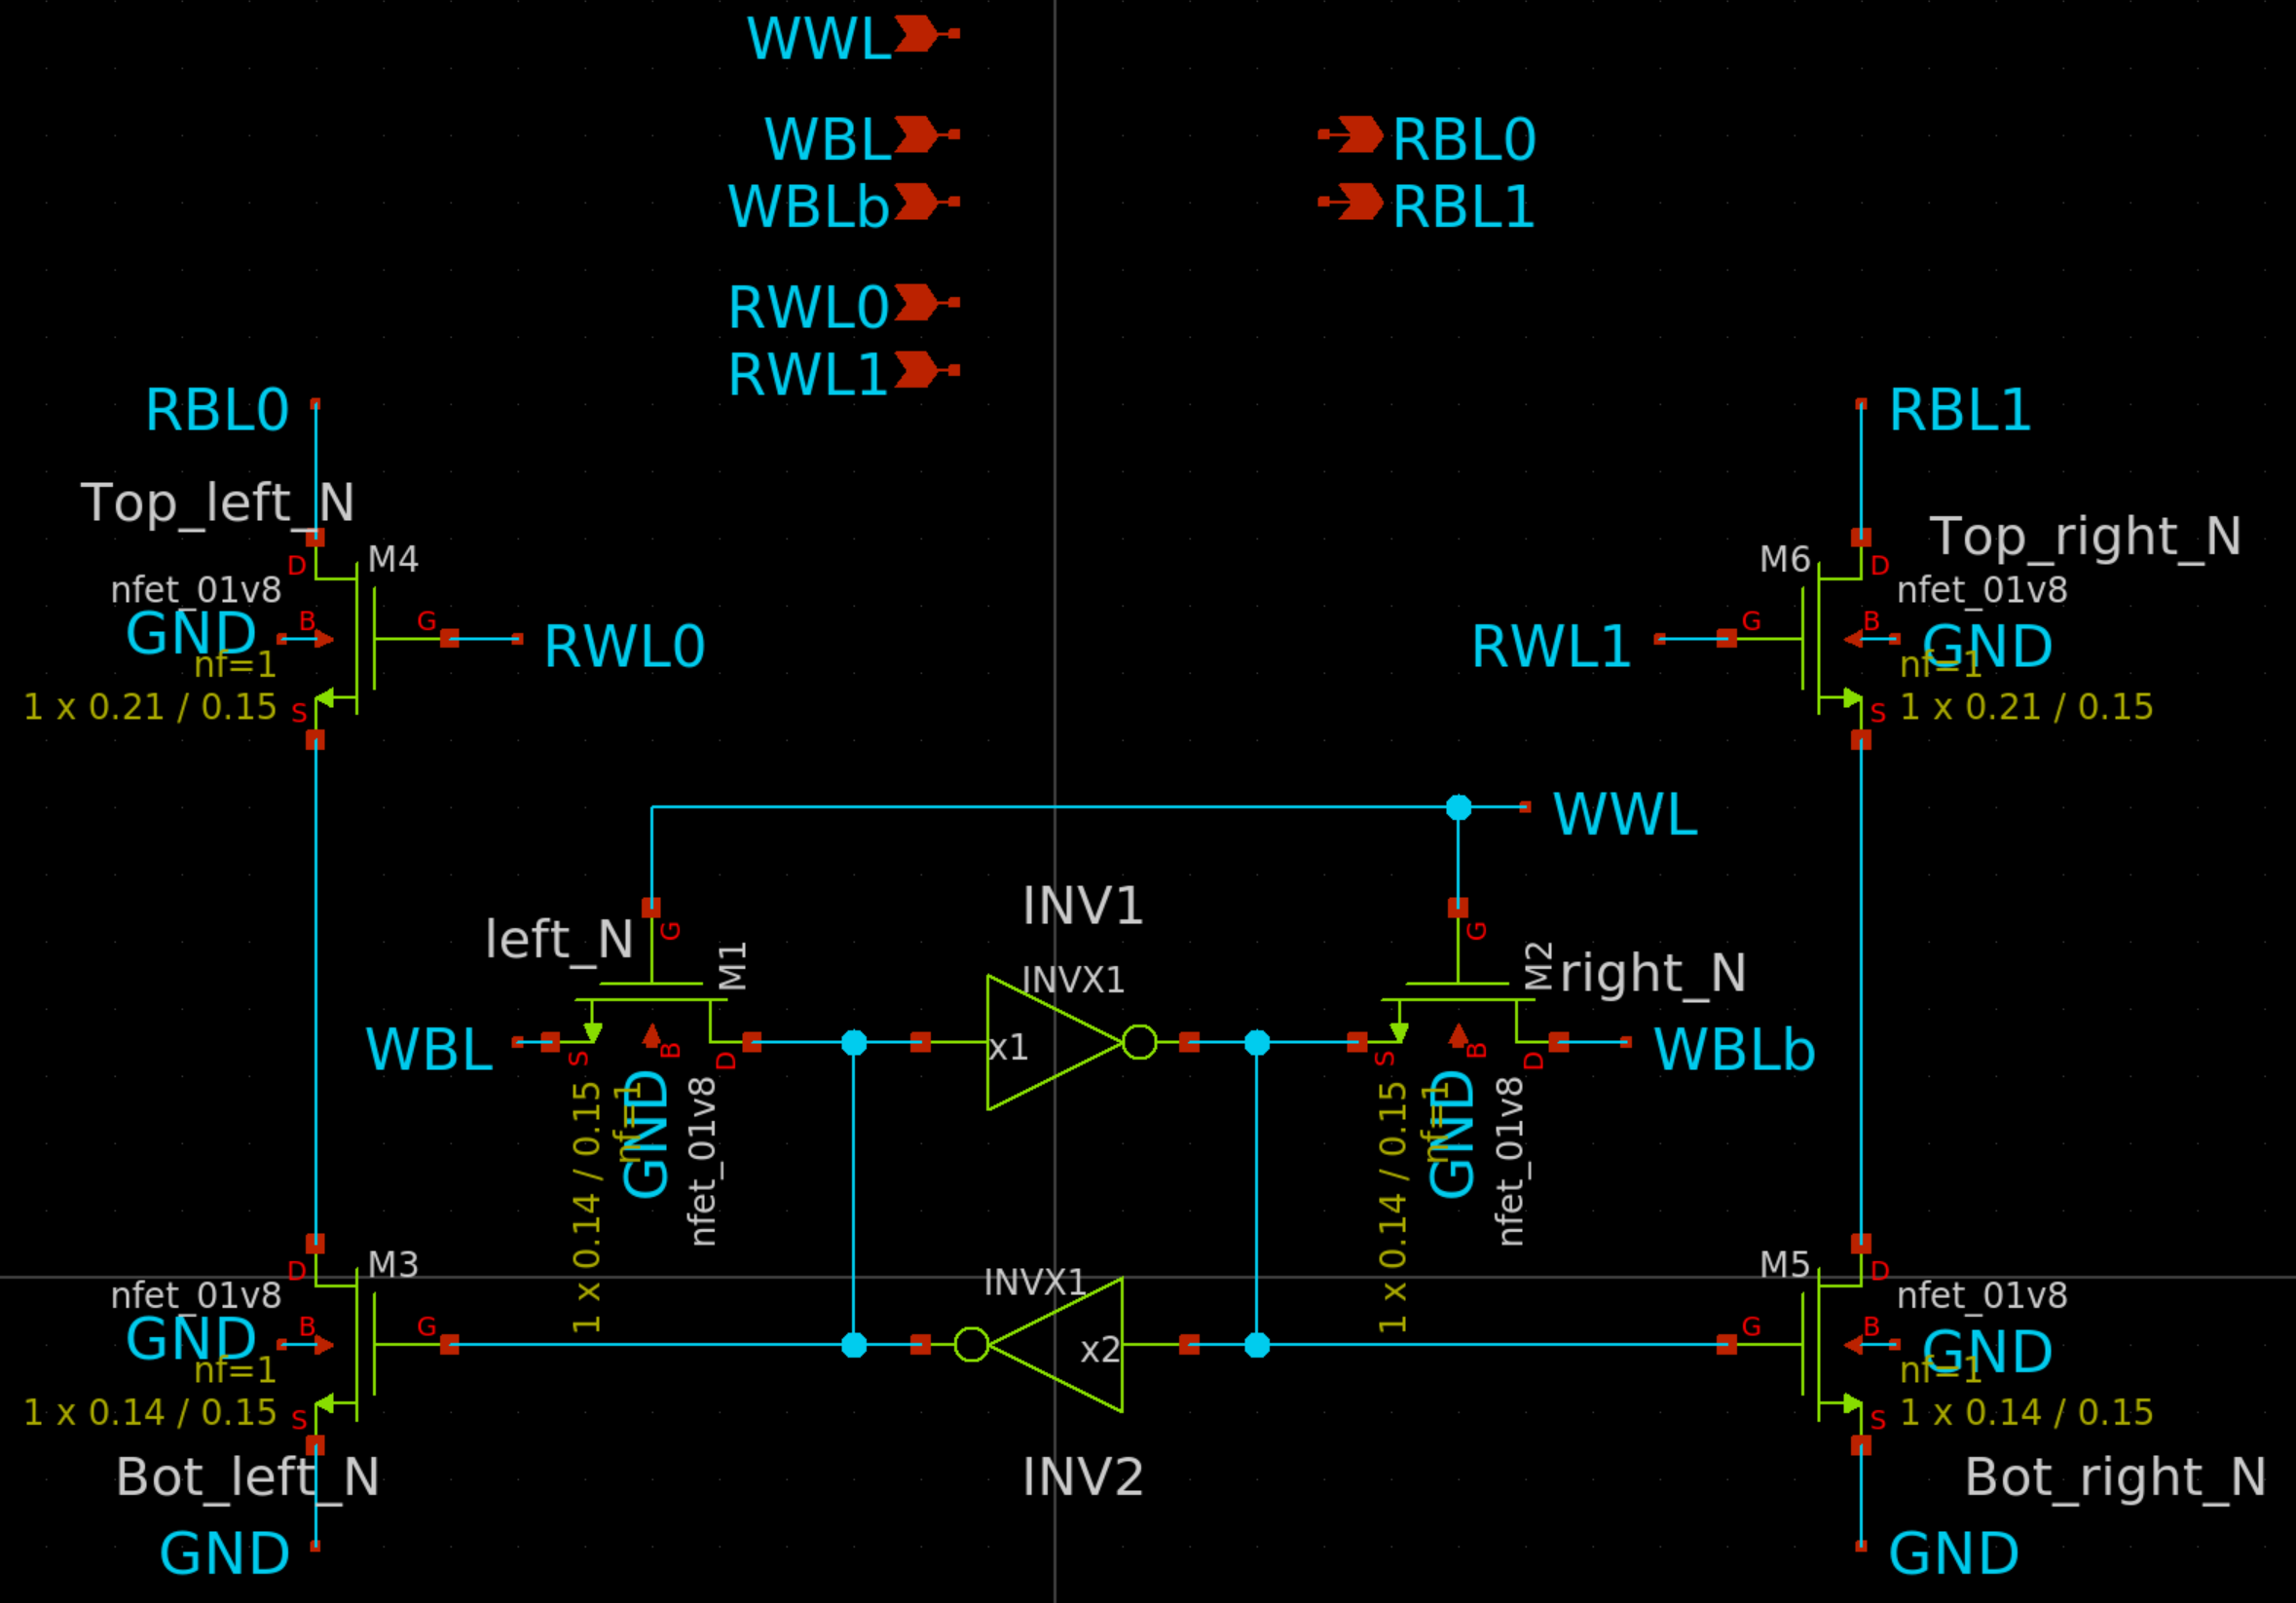 WWL
WBL
WBLb
RWL0
RWL1
RBL0
RBL1
RBL0
Top_left_N
D
M4
nfet_01v8
GND
B
G
RWL0
nf=1
1 x 0.21 / 0.15
S
RBL1
Top_right_N
M6
D
nfet_01v8
RWL1
G
B
GND
nf=1
1 x 0.21 / 0.15
S
WWL
INV1
left_N
G
M1
INVX1
x1
WBL
S
B
D
1 x 0.14 / 0.15
nf=1
GND
nfet_01v8
G
M2
right_N
S
B
D
WBLb
1 x 0.14 / 0.15
nf=1
GND
nfet_01v8
D
M3
nfet_01v8
GND
B
G
nf=1
1 x 0.14 / 0.15
S
Bot_left_N
GND
INVX1
x2
INV2
M5
D
nfet_01v8
G
B
GND
nf=1
1 x 0.14 / 0.15
S
Bot_right_N
GND